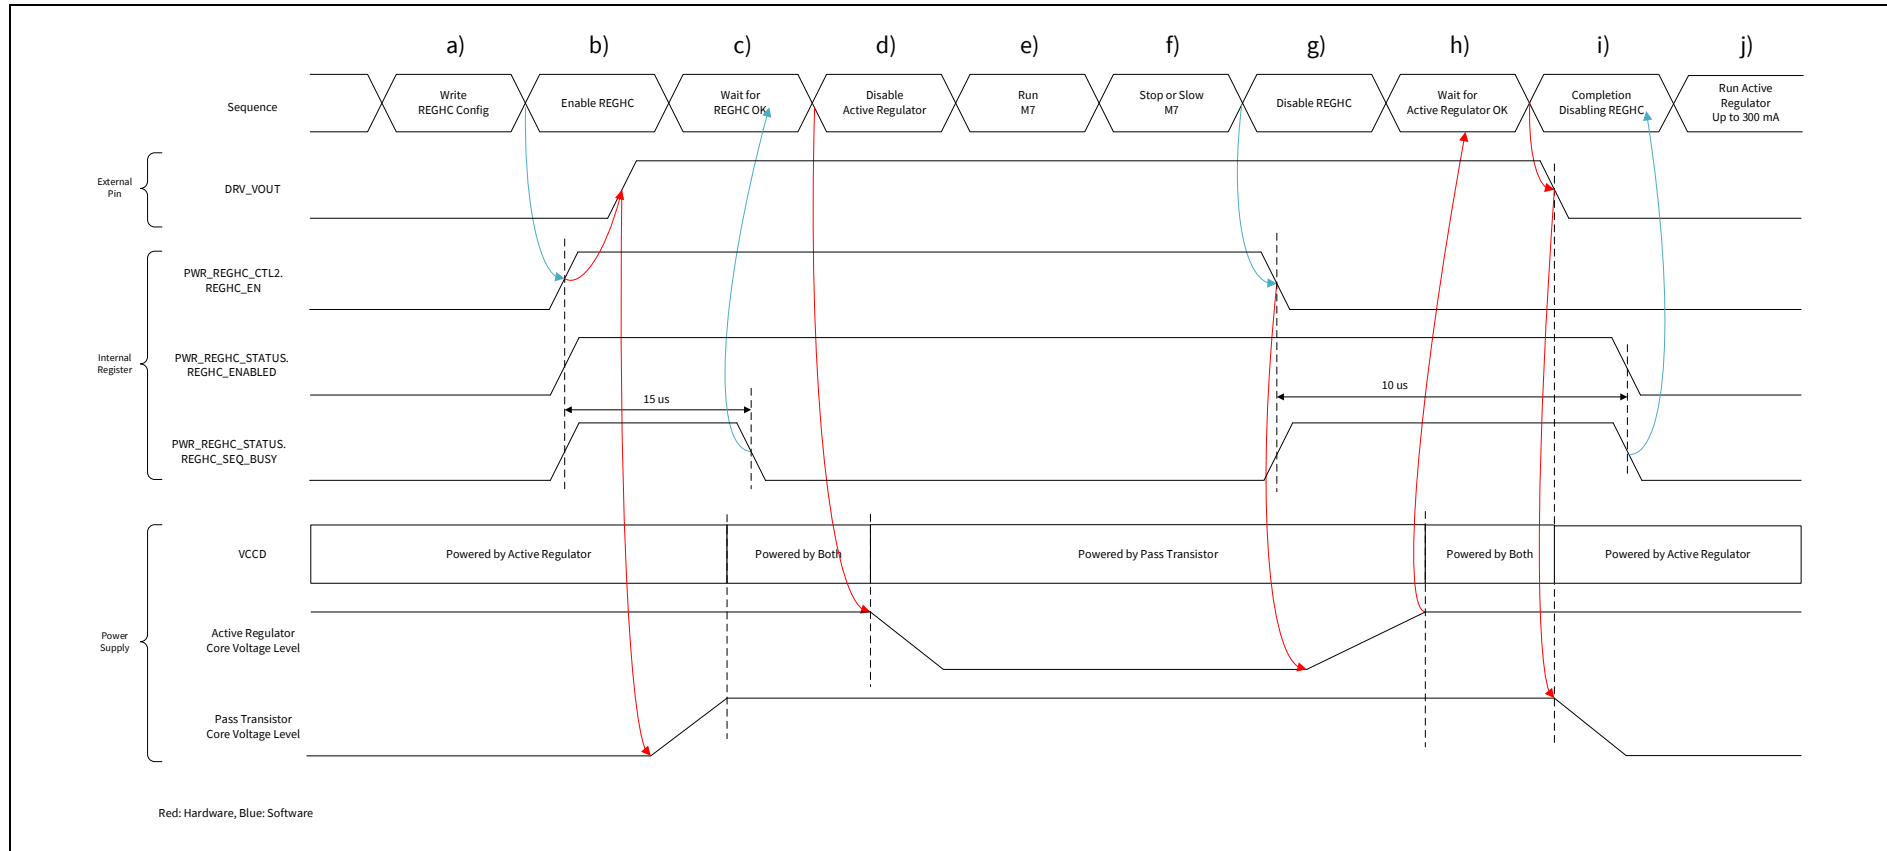 a)
b)
c)
d)
e)
f)
g)
h)
i)
j)
Sequence
Write
REGHC Config
Enable REGHC
Wait for
REGHC OK
Disable
Active Regulator
Run
M7
Stop or Slow
M7
Disable REGHC
Wait for
Active Regulator OK
Completion
Disabling REGHC
Run Active
Regulator
Up to 300 mA
External
Pin
DRV_VOUT
Internal
Register
PWR_REGHC_CTL2.
REGHC_EN
PWR_REGHC_STATUS.
REGHC_ENABLED
15 us
10 us
PWR_REGHC_STATUS.
REGHC_SEQ_BUSY
Power
Supply
VCCD
Powered by Active Regulator
Powered by Both
Powered by Pass Transistor
Powered by Both
Powered by Active Regulator
Active Regulator
Core Voltage Level
Pass Transistor
Core Voltage Level
Red: Hardware, Blue: Software